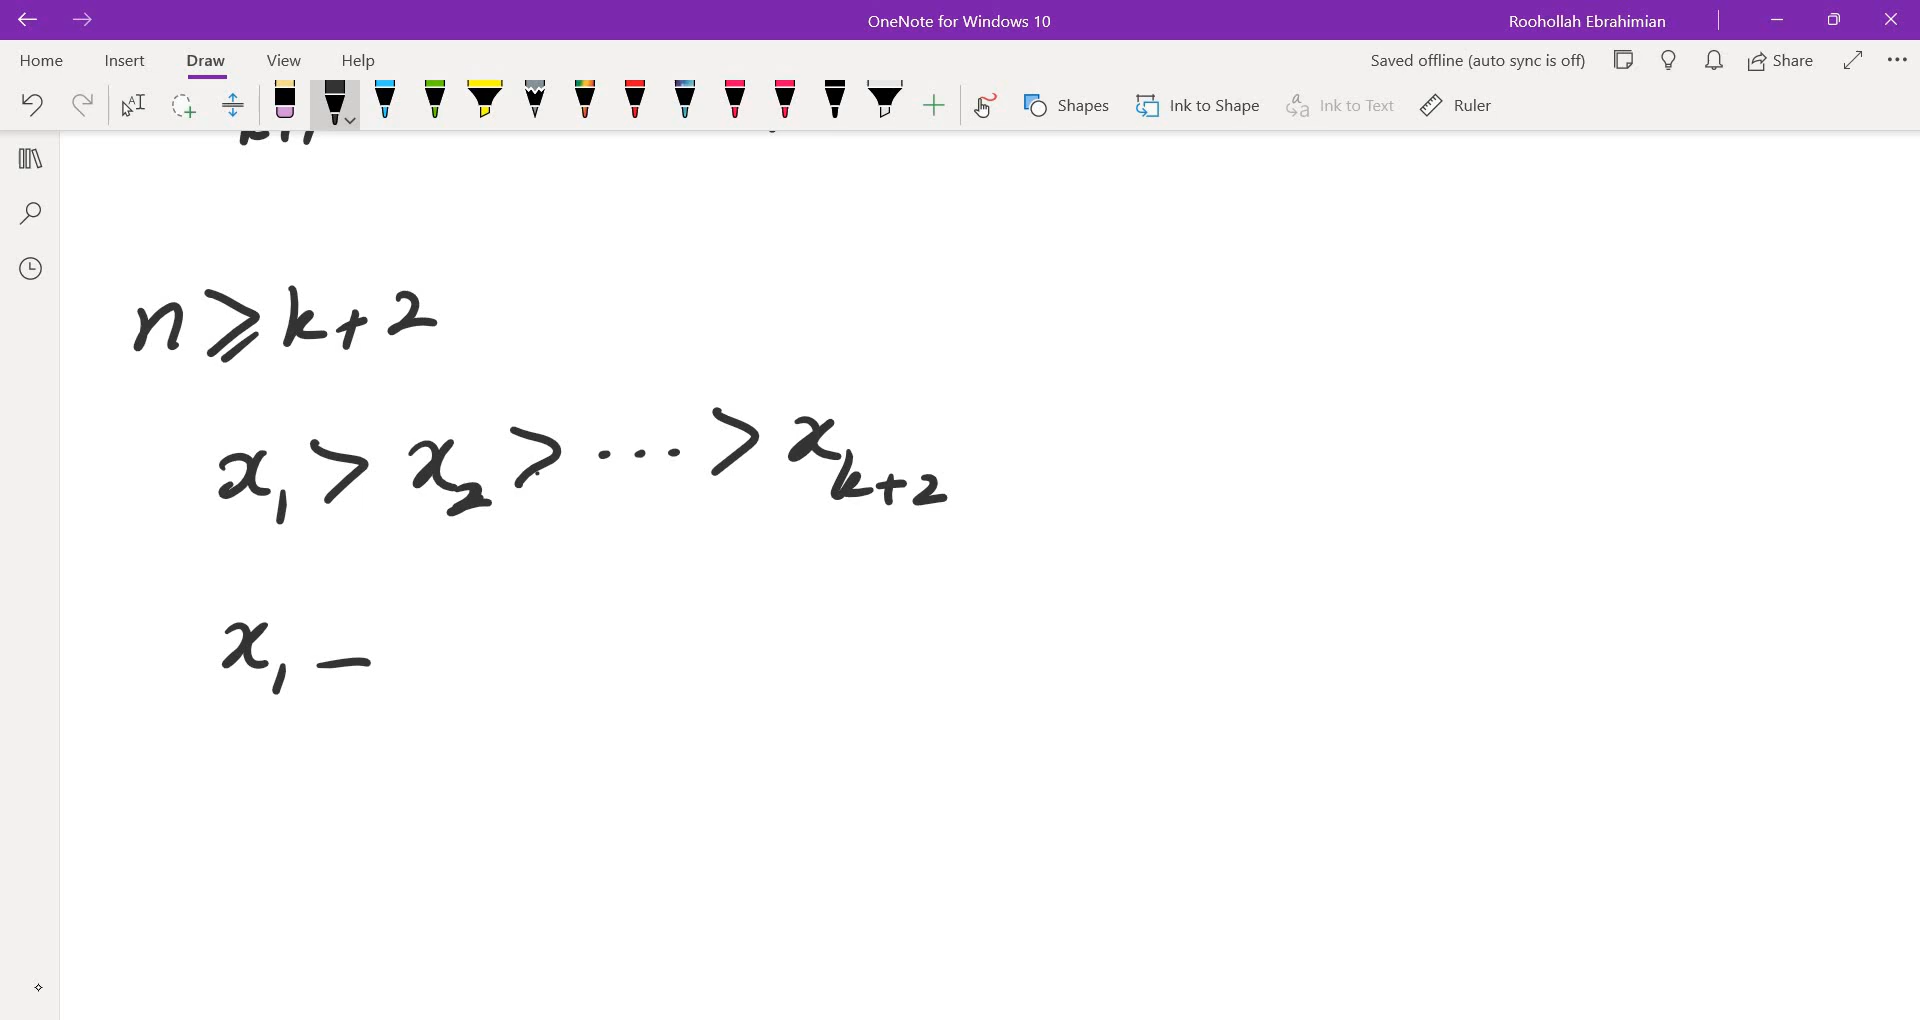 OneNote for Windows 10
Roohollah Ebrahimian
Home Insert Draw View Help
Saved offline (auto sync is off) Share
Shapes Ink to Shape Ink to Text Ruler
n ≥ k+2
x₁ > x₂ > ... > x_{k+2}
x₁ −